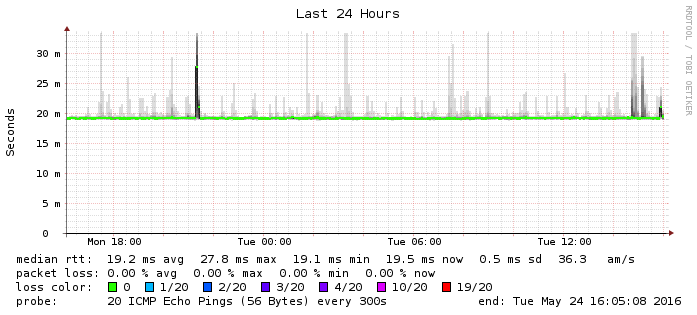 Last 24 Hours
RRDTOOL / TOBI OETIKER
Seconds
30 m
25 m
20 m
15 m
10 m
5 m
0
Mon 18:00 Tue 00:00 Tue 06:00 Tue 12:00
median rtt: 19.2 ms avg 27.8 ms max 19.1 ms min 19.5 ms now 0.5 ms sd 36.3 am/s
packet loss: 0.00 % avg 0.00 % max 0.00 % min 0.00 % now
loss color: 0 1/20 2/20 3/20 4/20 10/20 19/20
probe: 20 ICMP Echo Pings (56 Bytes) every 300s end: Tue May 24 16:05:08 2016